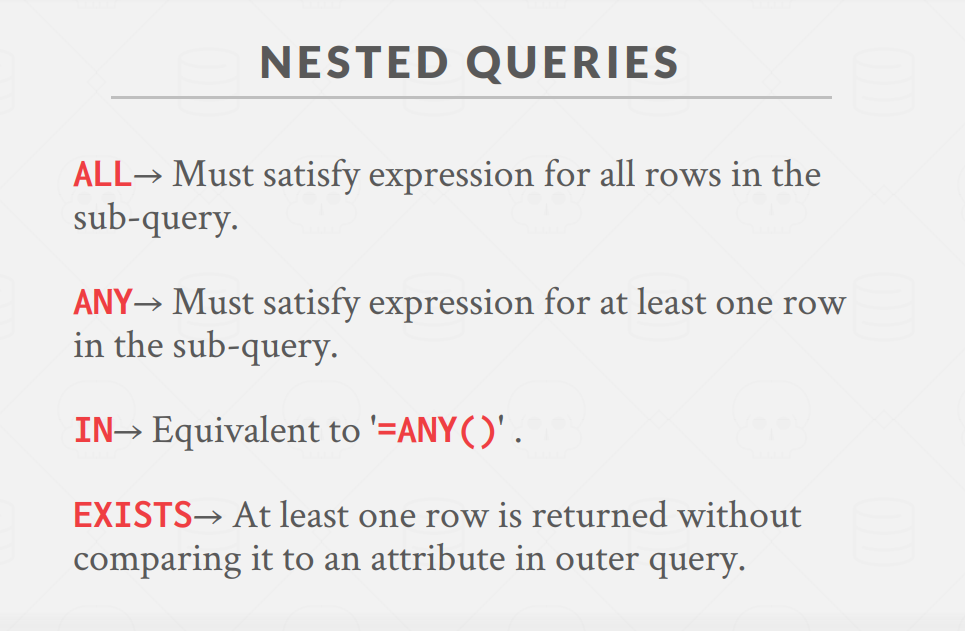 NESTED QUERIES
ALL→ Must satisfy expression for all rows in the
sub-query.
ANY→ Must satisfy expression for at least one row
in the sub-query.
IN→ Equivalent to '=ANY()' .
EXISTS→ At least one row is returned without
comparing it to an attribute in outer query.